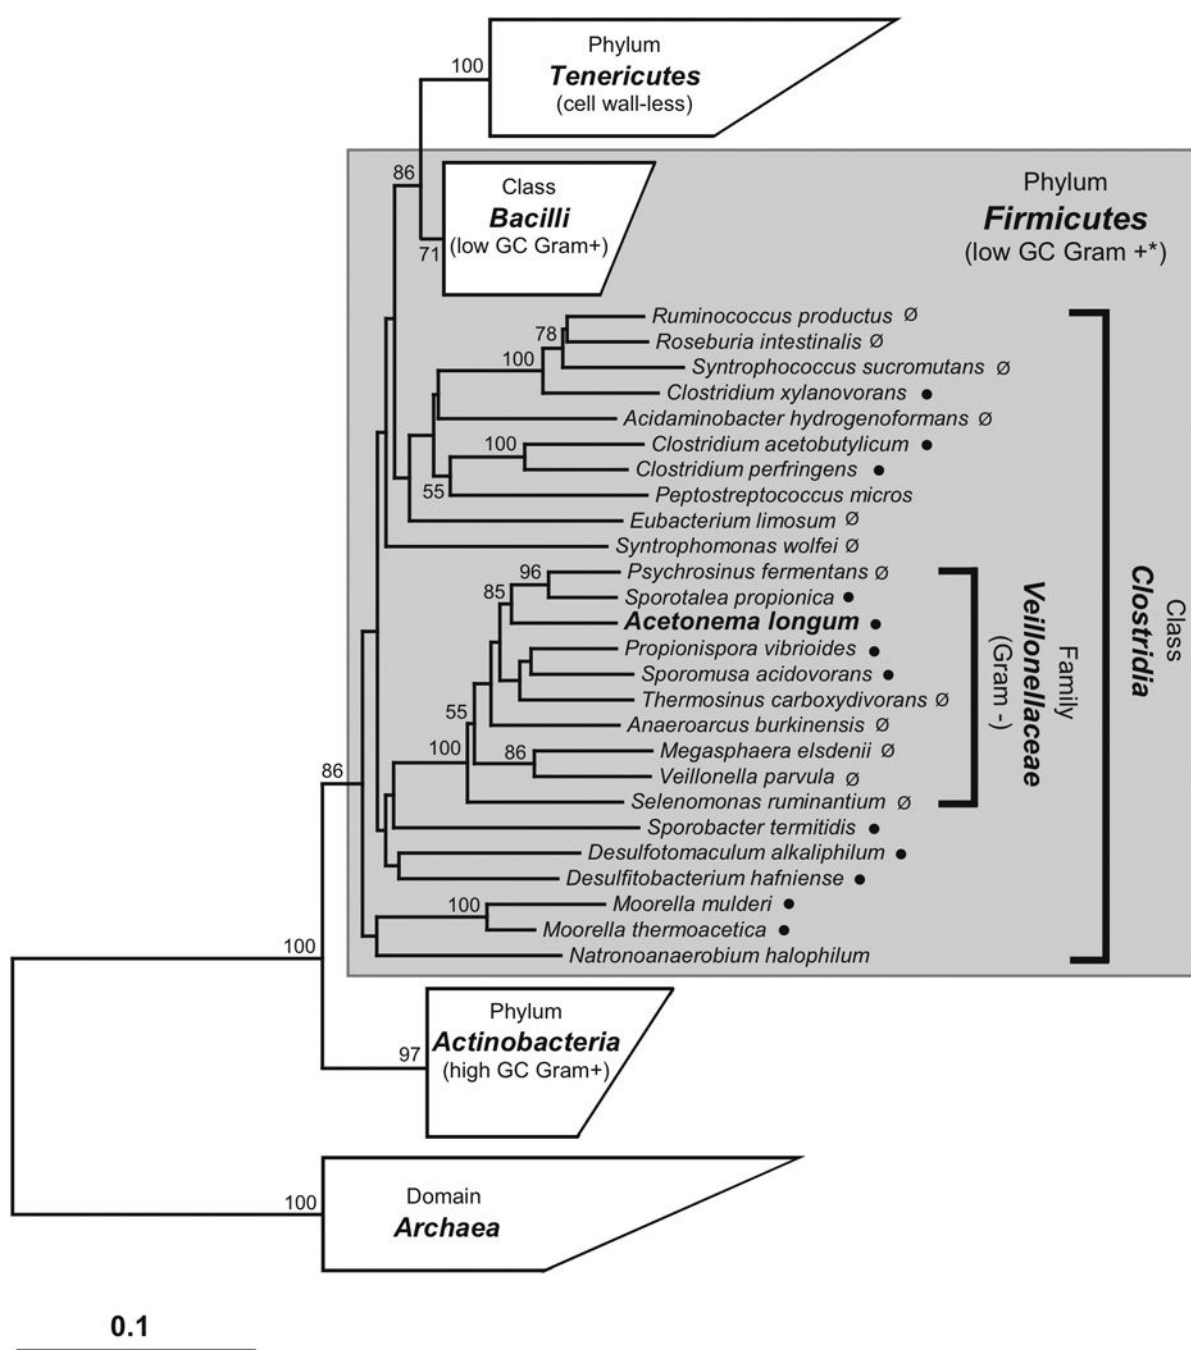 Phylum
Tenericutes
(cell wall-less)
100
86
Class
Bacilli
(low GC Gram+)
71
Phylum
Firmicutes
(low GC Gram +*)
Ruminococcus productus Ø
78
Roseburia intestinalis Ø
100
Syntrophococcus sucromutans Ø
Clostridium xylanovorans ●
Acidaminobacter hydrogenoformans Ø
100
Clostridium acetobutylicum ●
Clostridium perfringens ●
55
Peptostreptococcus micros
Eubacterium limosum Ø
Syntrophomonas wolfei Ø
96
Psychrosinus fermentans Ø
85
Sporotalea propionica ●
Acetonema longum ●
Propionispora vibrioides ●
Sporomusa acidovorans ●
Thermosinus carboxydivorans Ø
55
Anaeroarcus burkinensis Ø
100
86
Megasphaera elsdenii Ø
Veillonella parvula Ø
Selenomonas ruminantium Ø
Family
Veillonellaceae
(Gram -)
Class
Clostridia
86
Sporobacter termitidis ●
Desulfotomaculum alkaliphilum ●
Desulfitobacterium hafniense ●
100
Moorella mulderi ●
Moorella thermoacetica ●
Natronoanaerobium halophilum
100
Phylum
Actinobacteria
(high GC Gram+)
97
100
Domain
Archaea
0.1